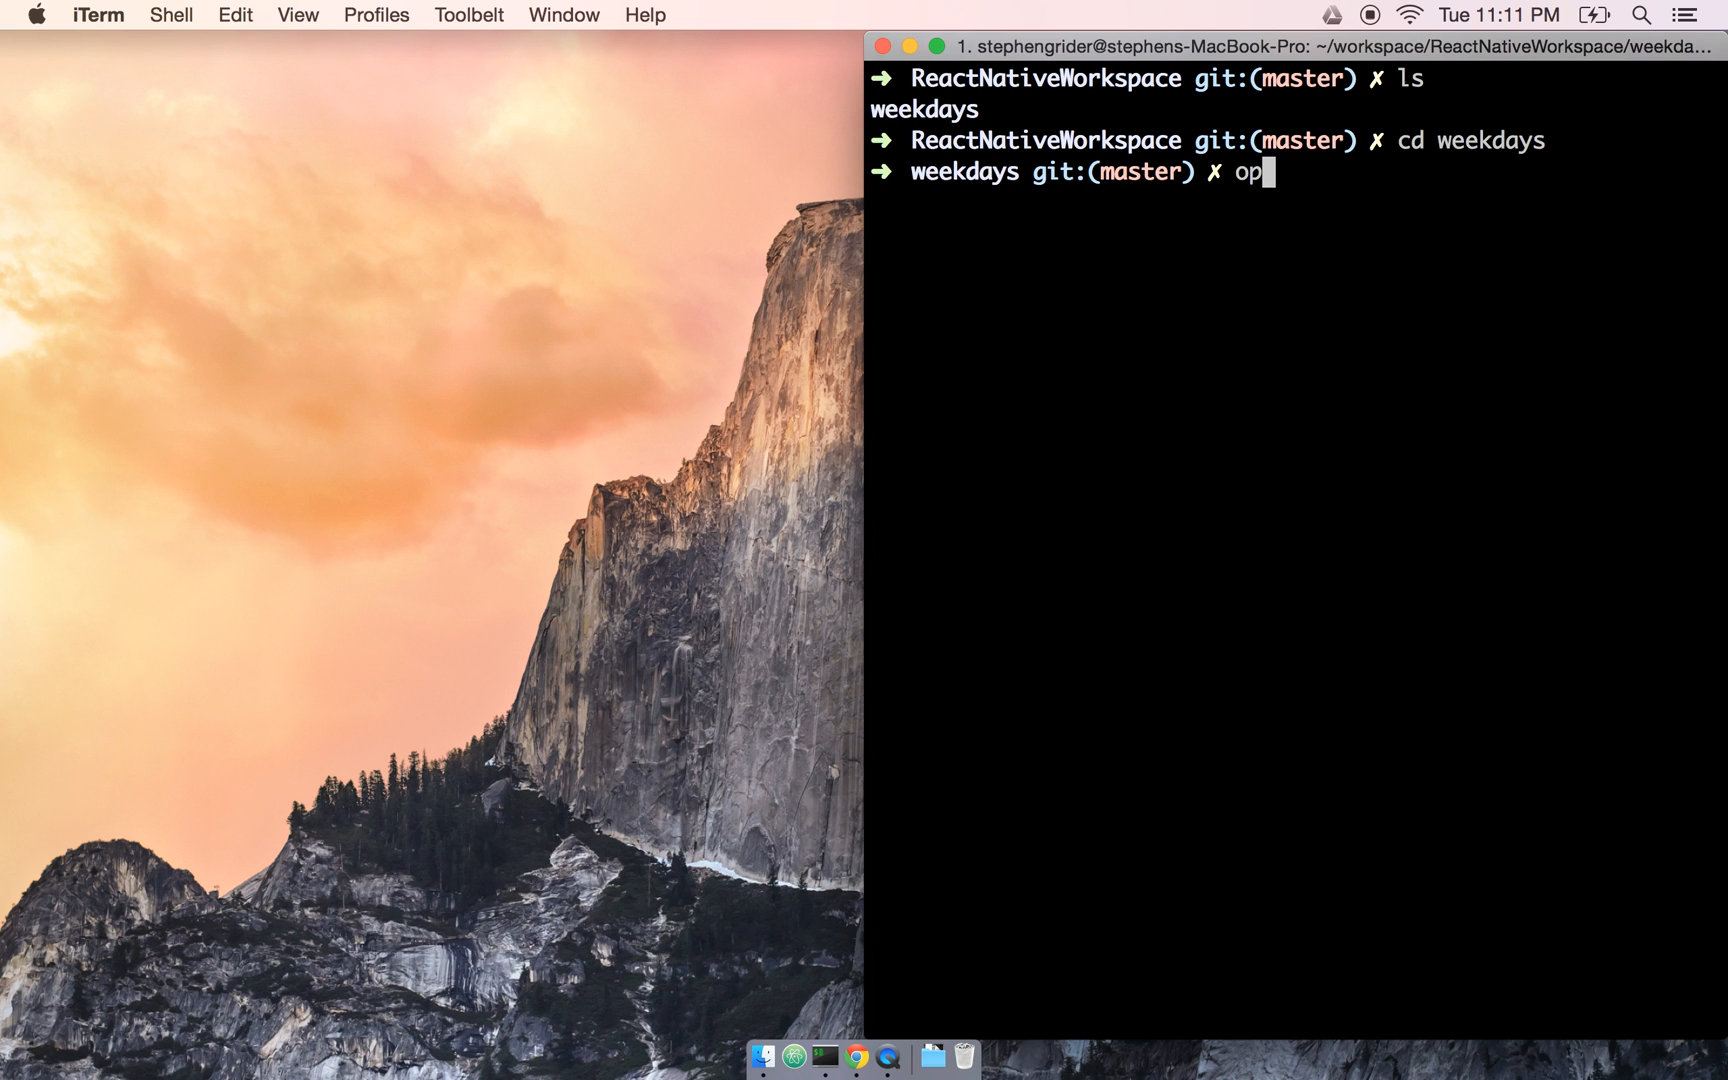 iTerm Shell Edit View Profiles Toolbelt Window Help Tue 11:11 PM
1. stephengrider@stephens-MacBook-Pro: ~/workspace/ReactNativeWorkspace/weekda...
➜ ReactNativeWorkspace git:(master) ✗ ls
weekdays
➜ ReactNativeWorkspace git:(master) ✗ cd weekdays
➜ weekdays git:(master) ✗ op